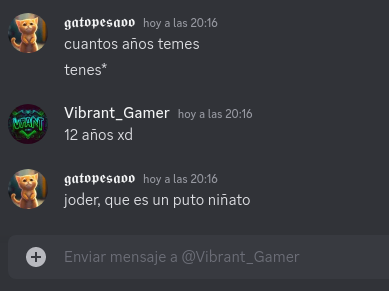 𝖌𝖆𝖙𝖔𝖕𝖊𝖘𝖆𝖔𝖔 hoy a las 20:16
cuantos años temes
tenes*
Vibrant_Gamer hoy a las 20:16
12 años xd
𝖌𝖆𝖙𝖔𝖕𝖊𝖘𝖆𝖔𝖔 hoy a las 20:16
joder, que es un puto niñato
Enviar mensaje a @Vibrant_Gamer